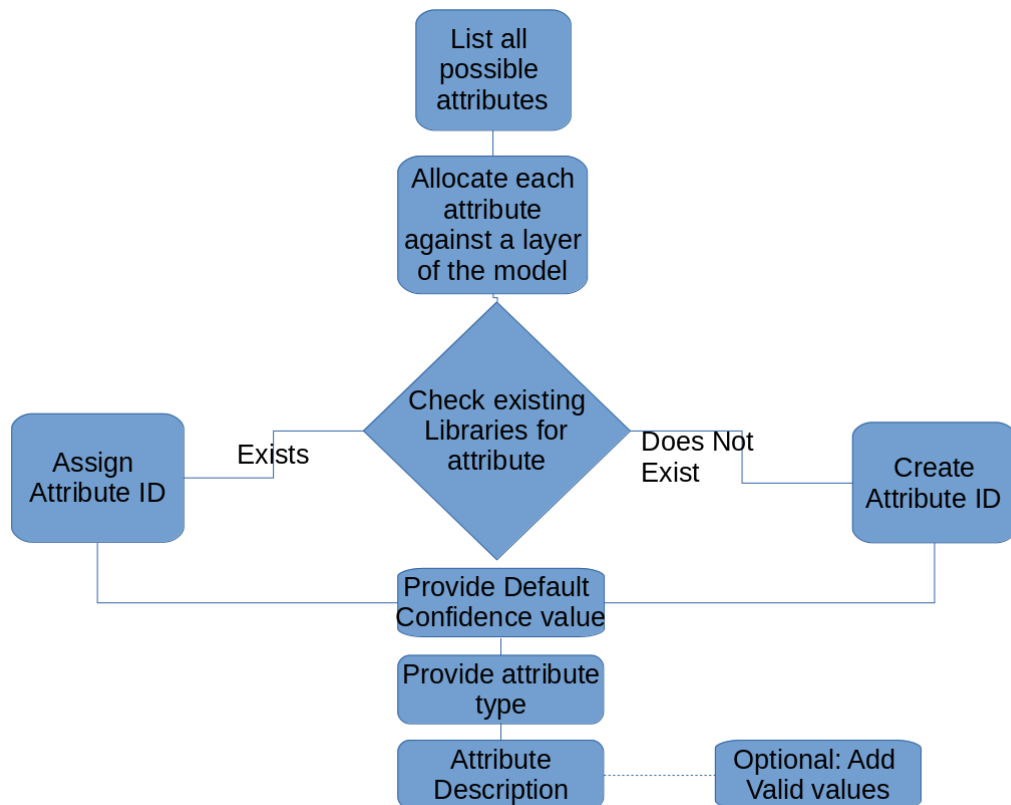 List all
possible
attributes
Allocate each
attribute
against a layer
of the model
Check existing
Libraries for
attribute
Exists
Does Not
Exist
Assign
Attribute ID
Create
Attribute ID
Provide Default
Confidence value
Provide attribute
type
Attribute
Description
Optional: Add
Valid values